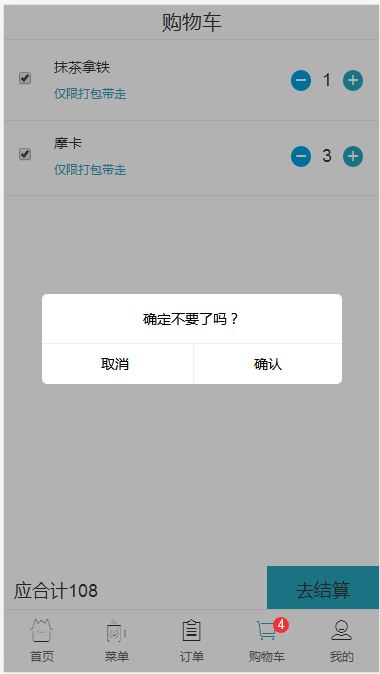 购物车
抹茶拿铁
仅限打包带走
1
摩卡
仅限打包带走
3
确定不要了吗？
取消 确认
应合计108 去结算
4
首页 菜单 订单 购物车 我的